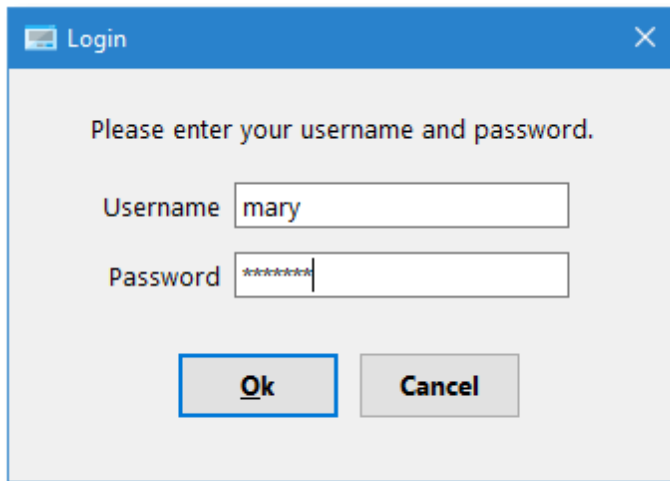 Login
Please enter your username and password.
Username mary
Password *******
Ok Cancel